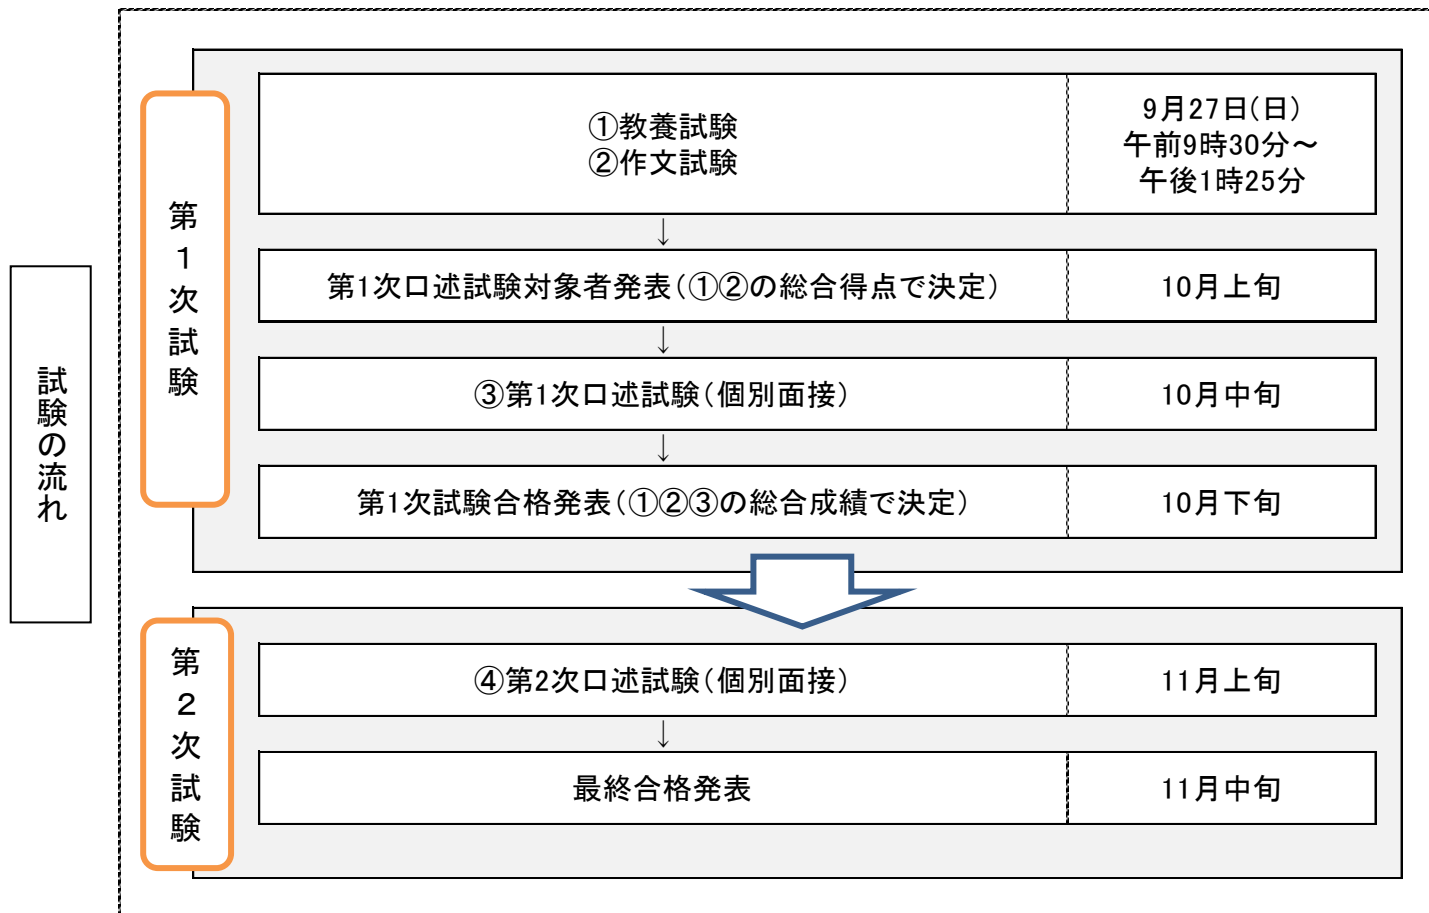 試験の流れ
第1次試験
①教養試験
②作文試験
9月27日(日)
午前9時30分～
午後1時25分
↓
第1次口述試験対象者発表(①②の総合得点で決定)
10月上旬
↓
③第1次口述試験(個別面接)
10月中旬
↓
第1次試験合格発表(①②③の総合成績で決定)
10月下旬
第2次試験
④第2次口述試験(個別面接)
11月上旬
↓
最終合格発表
11月中旬